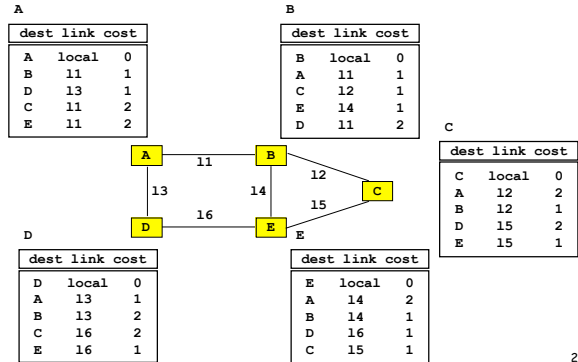 A
dest link cost
A local 0
B l1 1
D l3 1
C l1 2
E l1 2
B
dest link cost
B local 0
A l1 1
C l2 1
E l4 1
D l1 2
C
dest link cost
C local 0
A l2 2
B l2 1
D l5 2
E l5 1
A
l1
B
l2
l3
l4
C
l5
l6
D
E
D
dest link cost
D local 0
A l3 1
B l3 2
C l6 2
E l6 1
E
dest link cost
E local 0
A l4 2
B l4 1
D l6 1
C l5 1
2